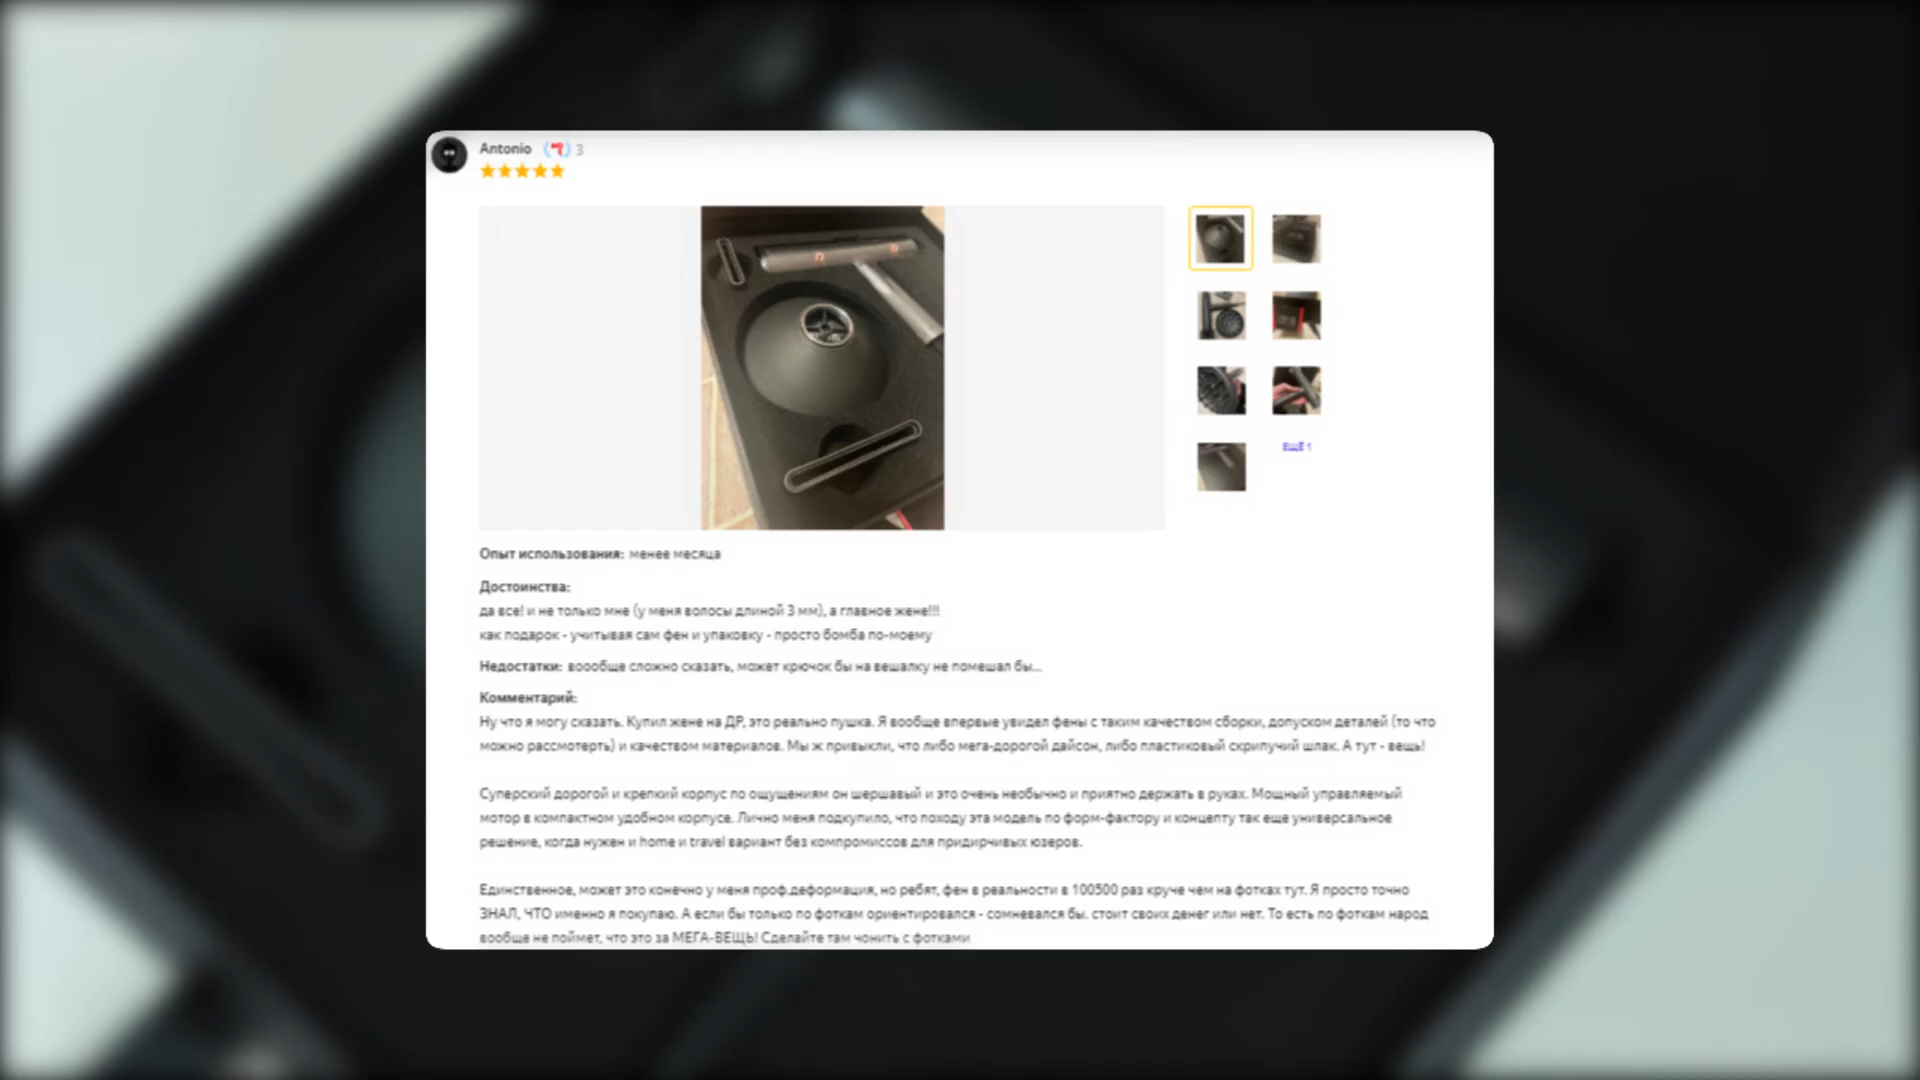 Antonio 3
Опыт использования: менее месяца
Достоинства:
да все! и не только мне (у меня волосы длиной 3 мм), а главное жене!!!
как подарок - учитывая сам фен и упаковку - просто бомба по-моему
Недостатки: воообще сложно сказать, может крючок бы на вешалку не помешал бы...
Комментарий:
Ну что я могу сказать. Купил жене на ДР, это реально пушка. Я вообще впервые увидел фены с таким качеством сборки, допуском деталей (то что
можно рассмотерть) и качеством материалов. Мы ж привыкли, что либо мега-дорогой дайсон, либо пластиковый скрипучий шлак. А тут - вещь!
Суперский дорогой и крепкий корпус по ощущениям он шершавый и это очень необычно и приятно держать в руках. Мощный управляемый
мотор в компактном удобном корпусе. Лично меня подкупило, что походу эта модель по форм-фактору и концепту так еще универсальное
решение, когда нужен и home и travel вариант без компромиссов для придирчивых юзеров.
Единственное, может это конечно у меня проф.деформация, но ребят, фен в реальности в 100500 раз круче чем на фотках тут. Я просто точно
ЗНАЛ, ЧТО именно я покупаю. А если бы только по фоткам ориентировался - сомневался бы. стоит своих денег или нет. То есть по фоткам народ
вообще не поймет, что это за МЕГА-ВЕЩЬ! Сделайте там чонить с фотками
ЕЩЁ 1